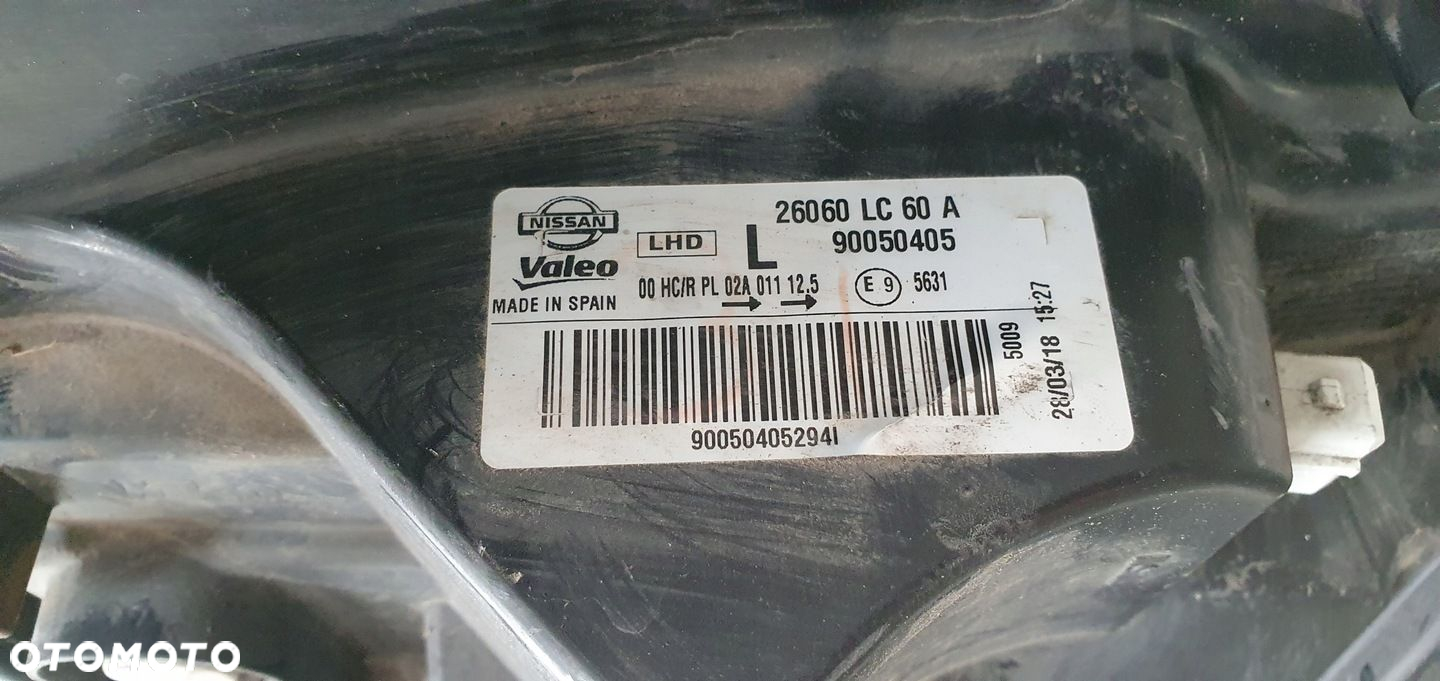 NISSAN
Valeo
MADE IN SPAIN
LHD
L
26060 LC 60 A
90050405
00 HC/R PL 02A 011 12.5
E 9
5631
90050405294I
5009
28/03/18 15:27
OTOMOTO